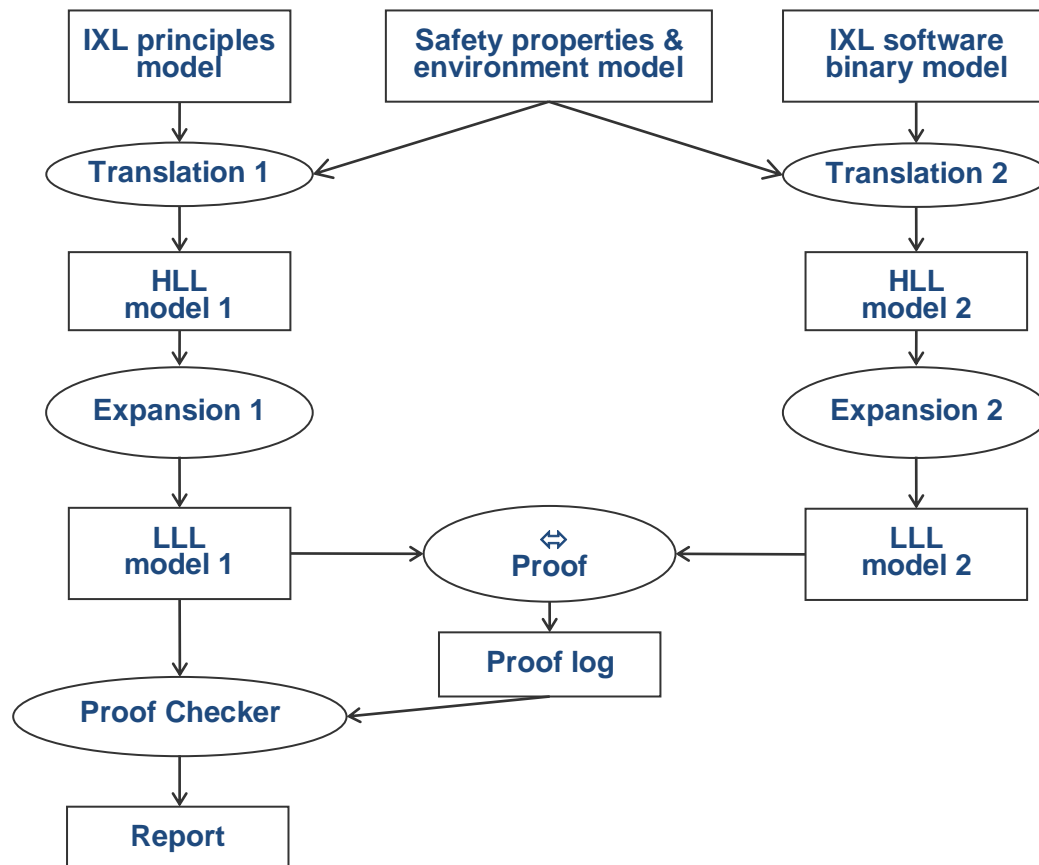 IXL principles
model
Safety properties &
environment model
IXL software
binary model
Translation 1
Translation 2
HLL
model 1
HLL
model 2
Expansion 1
Expansion 2
LLL
model 1
⇔
Proof
LLL
model 2
Proof log
Proof Checker
Report